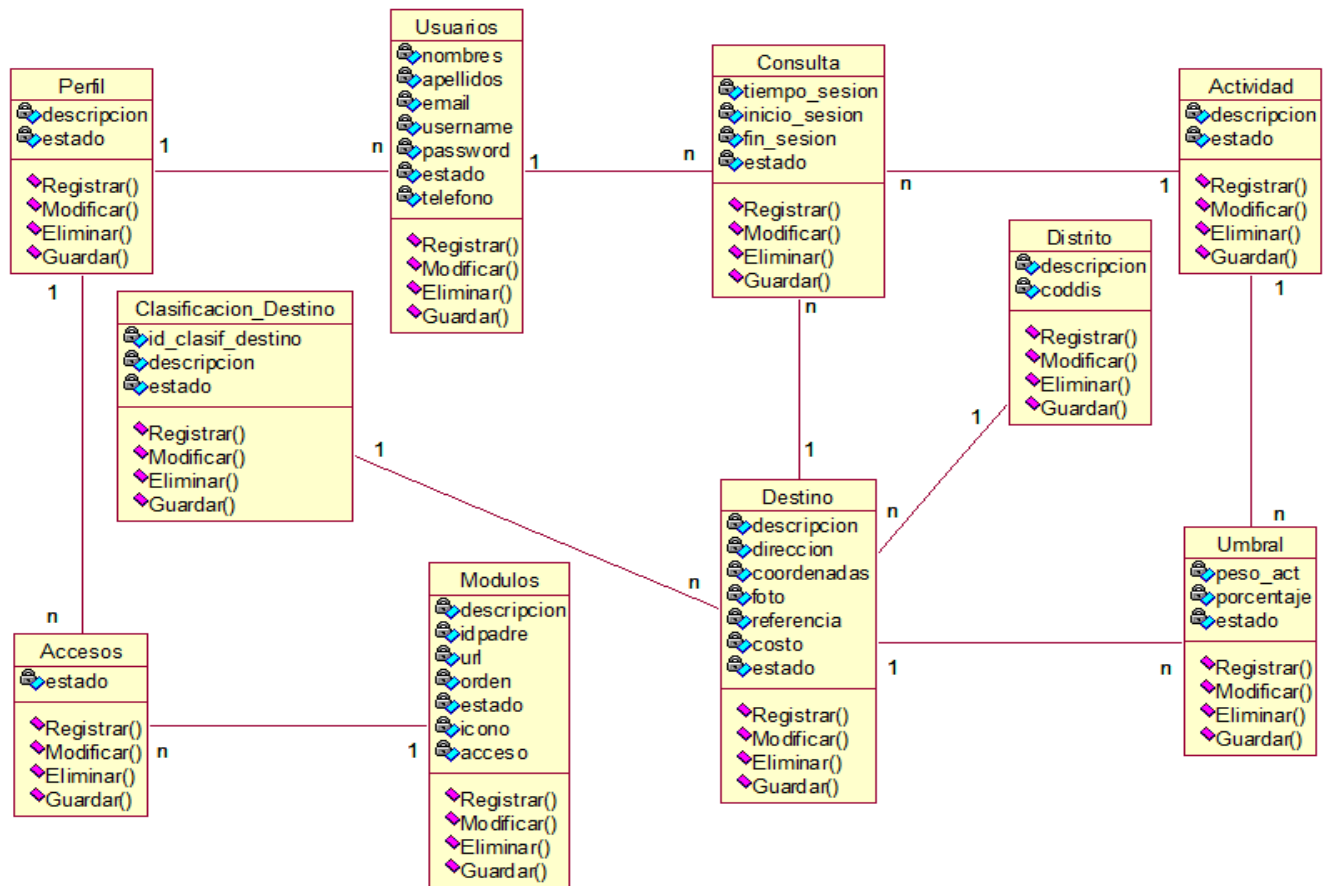 Usuarios
nombres
apellidos
email
username
password
estado
telefono
Registrar()
Modificar()
Eliminar()
Guardar()
Perfil
descripcion
estado
Registrar()
Modificar()
Eliminar()
Guardar()
1
n
1
n
Consulta
tiempo_sesion
inicio_sesion
fin_sesion
estado
Registrar()
Modificar()
Eliminar()
Guardar()
n
1
Actividad
descripcion
estado
Registrar()
Modificar()
Eliminar()
Guardar()
Distrito
descripcion
coddis
Registrar()
Modificar()
Eliminar()
Guardar()
1
n
1
Clasificacion_Destino
id_clasif_destino
descripcion
estado
Registrar()
Modificar()
Eliminar()
Guardar()
1
n
1
1
n
Destino
descripcion
direccion
coordenadas
foto
referencia
costo
estado
Registrar()
Modificar()
Eliminar()
Guardar()
n
Umbral
peso_act
porcentaje
estado
Registrar()
Modificar()
Eliminar()
Guardar()
1
n
n
Accesos
estado
Registrar()
Modificar()
Eliminar()
Guardar()
n
1
Modulos
descripcion
idpadre
url
orden
estado
icono
acceso
Registrar()
Modificar()
Eliminar()
Guardar()